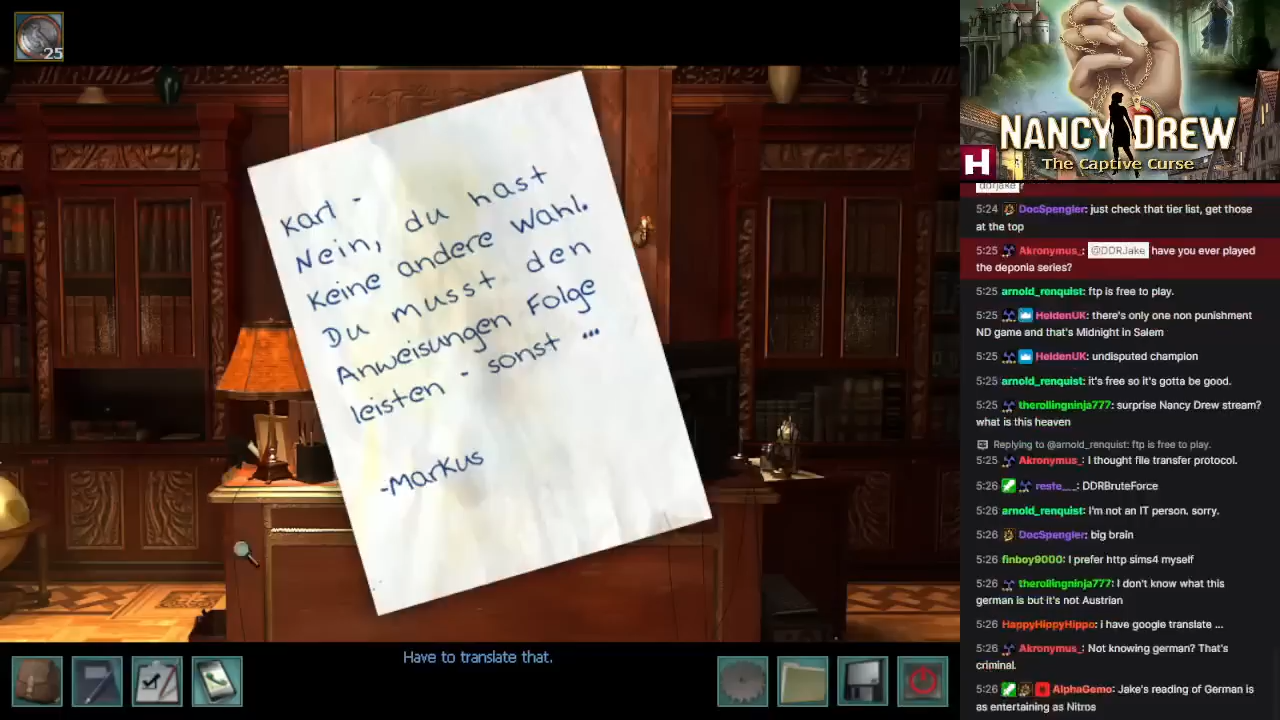 25
Karl -
Nein, du hast
keine andere Wahl.
Du musst den
Anweisungen Folge
leisten - sonst ...
-Markus
Have to translate that.
NANCY DREW
The Captive Curse
H
ddrjake
5:24 DocSpengler: just check that tier list, get those
at the top
5:25 Akronymus_: @DDRJake have you ever played
the deponia series?
5:25 arnold_renquist: ftp is free to play.
5:25 HeldenUK: there's only one non punishment
ND game and that's Midnight in Salem
5:25 HeldenUK: undisputed champion
5:25 arnold_renquist: it's free so it's gotta be good.
5:25 therollingninja777: surprise Nancy Drew stream?
what is this heaven
Replying to @arnold_renquist: ftp is free to play.
5:25 Akronymus_: I thought file transfer protocol.
5:26 reste___: DDRBruteForce
5:26 arnold_renquist: I'm not an IT person. sorry.
5:26 DocSpengler: big brain
5:26 finboy9000: I prefer http sims4 myself
5:26 therollingninja777: I don't know what this
german is but it's not Austrian
5:26 HappyHippyHippo: i have google translate ...
5:26 Akronymus_: Not knowing german? That's
criminal.
5:26 AlphaGemo: Jake's reading of German is
as entertaining as Nitros